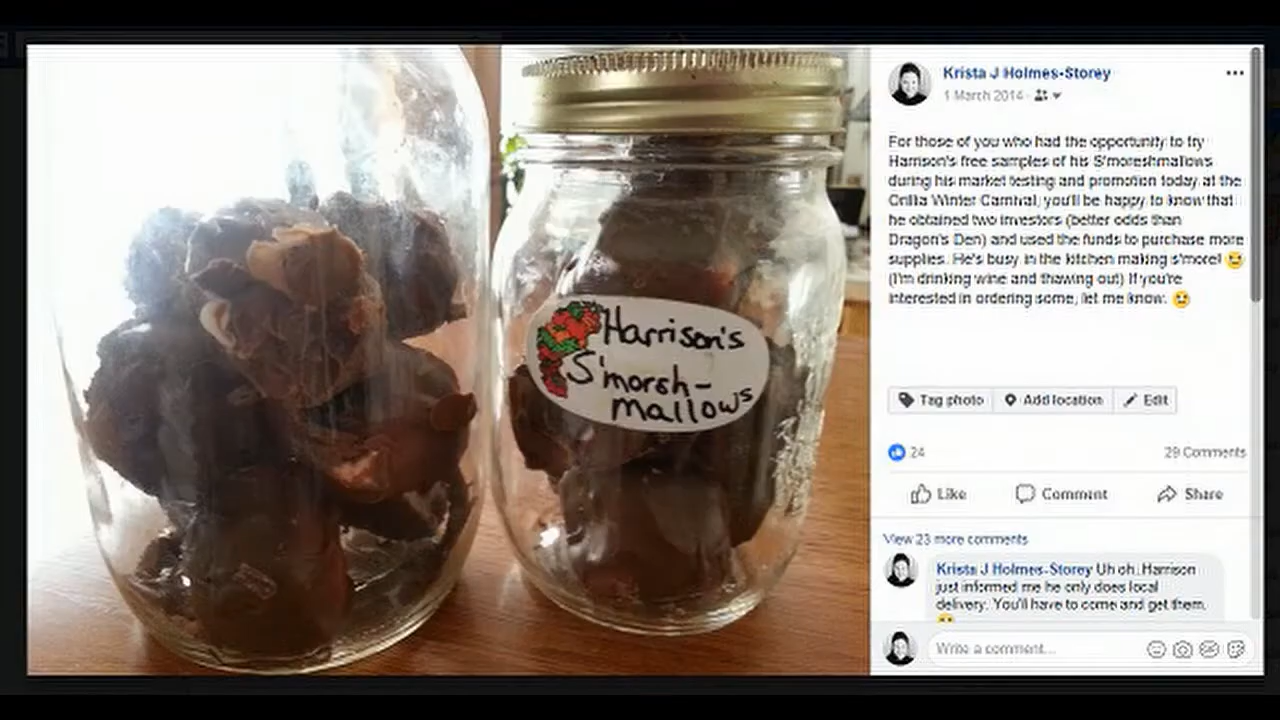 Harrison's
S'morsh-
mallows
Krista J Holmes-Storey
1 March 2014
For those of you who had the opportunity to try
Harrison's free samples of his S'moreshmallows
during his market testing and promotion today at the
Orillia Winter Carnival, you'll be happy to know that
he obtained two investors (better odds than
Dragon's Den) and used the funds to purchase more
supplies. He's busy in the kitchen making s'more!
(I'm drinking wine and thawing out) If you're
interested in ordering some, let me know.
Tag photo Add location Edit
24 29 Comments
Like Comment Share
View 23 more comments
Krista J Holmes-Storey Uh oh. Harrison
just informed me he only does local
delivery. You'll have to come and get them.
Write a comment...